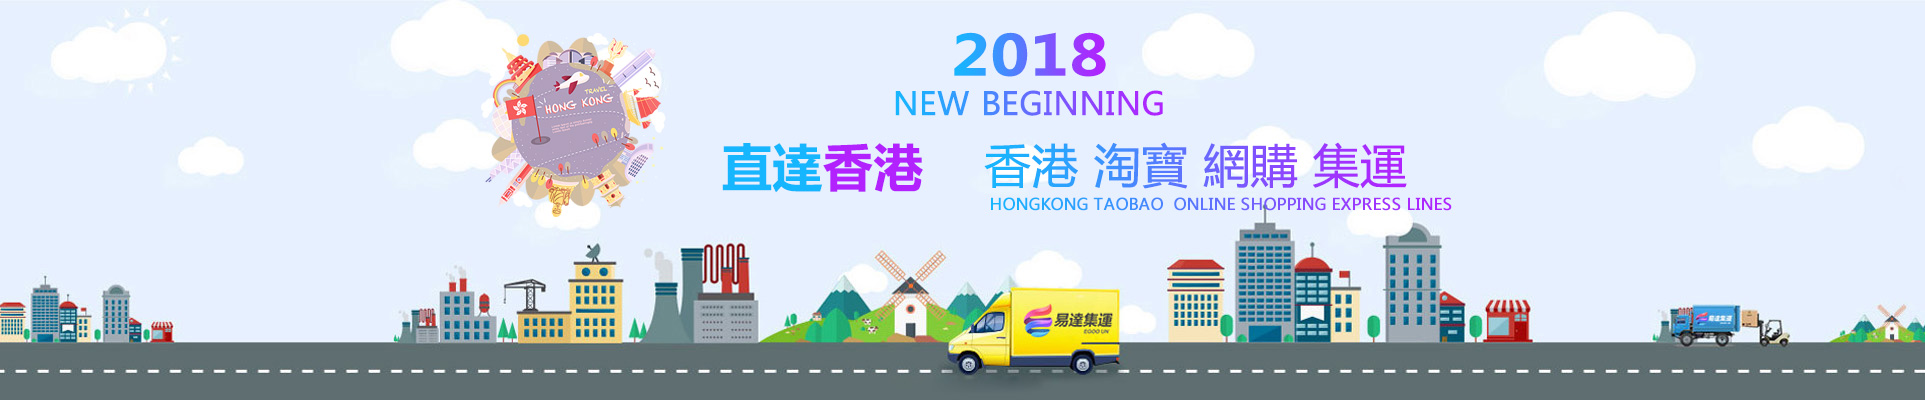 2018
NEW BEGINNING
TRAVEL
HONG KONG
直達香港
香港 淘寶 網購 集運
HONGKONG TAOBAO ONLINE SHOPPING EXPRESS LINES
易達集運
EDOO UN
易達集運